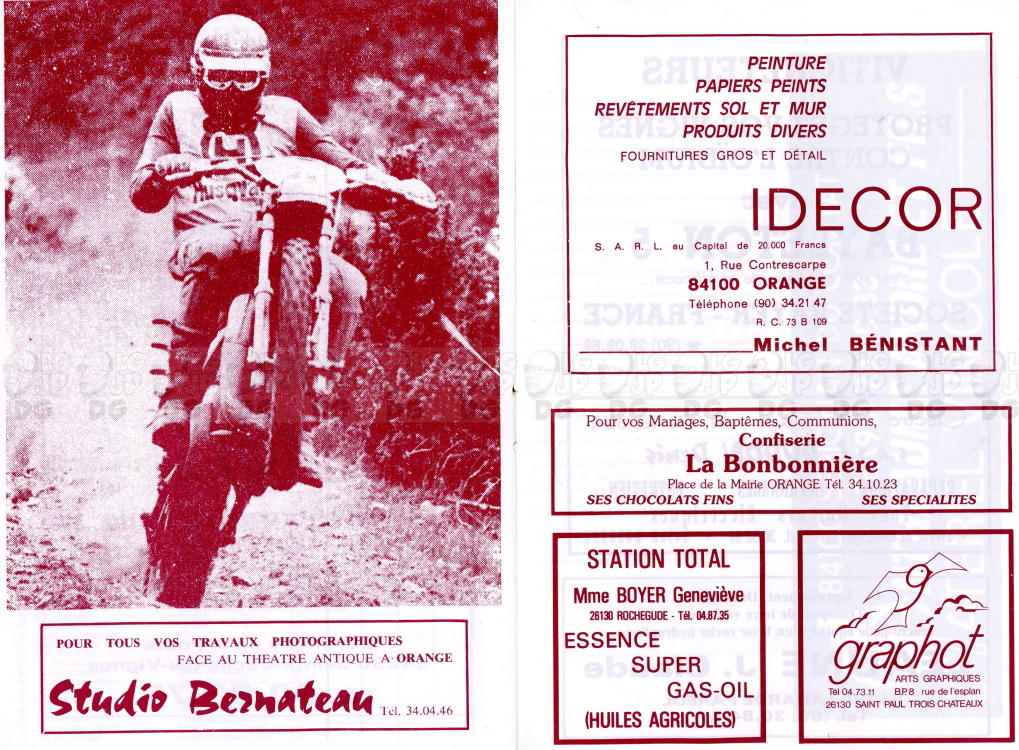 HUSQVA
POUR TOUS VOS TRAVAUX PHOTOGRAPHIQUES
FACE AU THEATRE ANTIQUE A ORANGE
Studio Bernateau Tél. 34.04.46
PEINTURE
PAPIERS PEINTS
REVÊTEMENTS SOL ET MUR
PRODUITS DIVERS
FOURNITURES GROS ET DÉTAIL
IDECOR
S. A. R. L. au Capital de 20.000 Francs
1, Rue Contrescarpe
84100 ORANGE
Téléphone (90) 34.21 47
R. C. 73 B 109
Michel BÉNISTANT
Pour vos Mariages, Baptêmes, Communions,
Confiserie
La Bonbonnière
Place de la Mairie ORANGE Tél. 34.10.23
SES CHOCOLATS FINS SES SPECIALITES
STATION TOTAL
Mme BOYER Geneviève
26130 ROCHEGUDE - Tél. 04.87.35
ESSENCE
SUPER
GAS-OIL
(HUILES AGRICOLES)
graphot
ARTS GRAPHIQUES
Tél 04.73.11 B.P.8 rue de l'esplan
26130 SAINT PAUL TROIS CHATEAUX